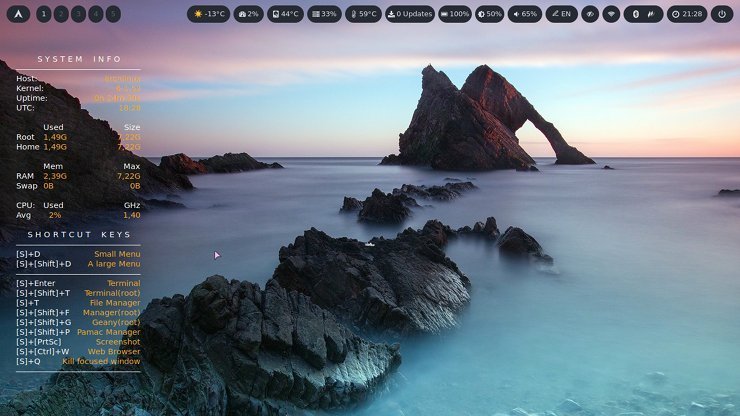 1 2 3 4 5
-13°C 2% 44°C 33% 59°C 0 Updates 100% 50% 65% EN 21:28
SYSTEM INFO
Host:
Kernel:
Uptime:
UTC: 18:28
Used Size
Root 1,49G 7,22G
Home 1,49G 7,22G
Mem Max
RAM 2,39G 7,22G
Swap 0B 0B
CPU: Used GHz
Avg 2% 1,40
SHORTCUT KEYS
[S]+D Small Menu
[S]+[Shift]+D A large Menu
[S]+Enter Terminal
[S]+[Shift]+T Terminal(root)
[S]+T File Manager
[S]+[Shift]+F Manager(root)
[S]+[Shift]+G Geany(root)
[S]+[Shift]+P Pamac Manager
[S]+[PrtSc] Screenshot
[S]+[Ctrl]+W Web Browser
[S]+Q Kill focused window